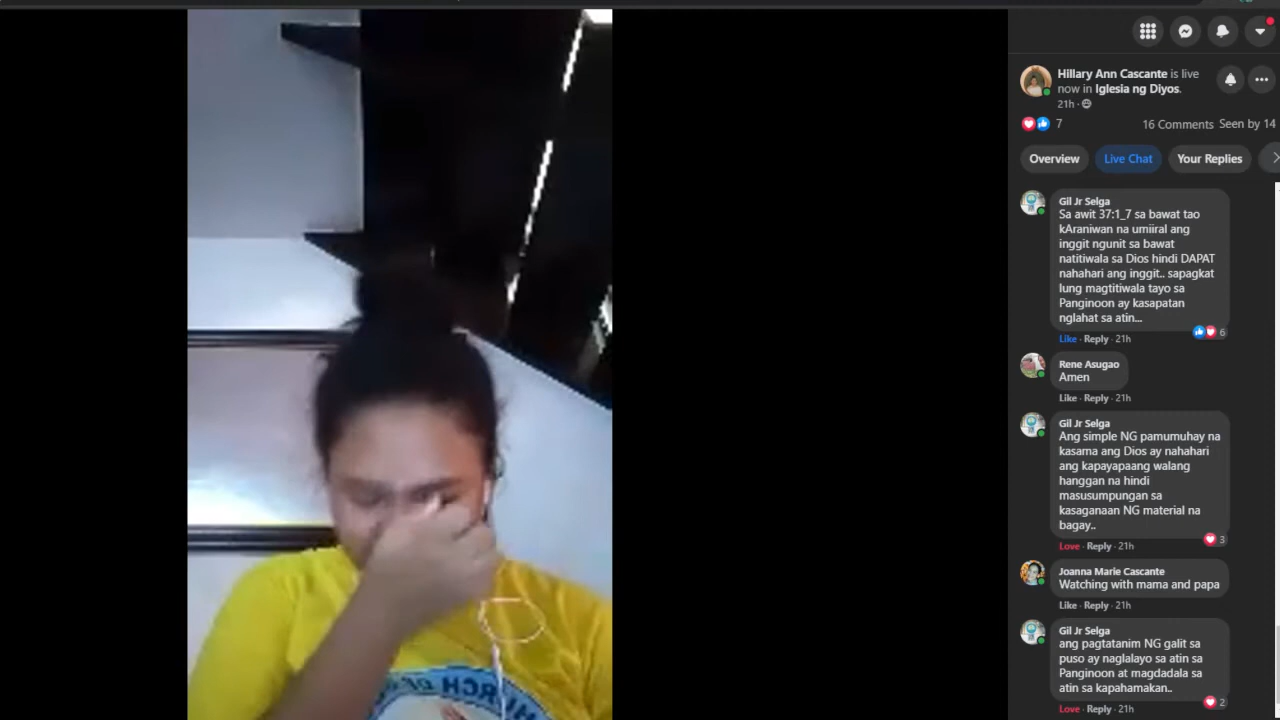 Hillary Ann Cascante is live
now in Iglesia ng Diyos.
21h ·
7
16 Comments Seen by 14
Overview
Live Chat
Your Replies
Gil Jr Selga
Sa awit 37:1_7 sa bawat tao
kAraniwan na umiiral ang
inggit ngunit sa bawat
natitiwala sa Dios hindi DAPAT
nahahari ang inggit.. sapagkat
lung magtitiwala tayo sa
Panginoon ay kasapatan
nglahat sa atin...
6
Like · Reply · 21h
Rene Asugao
Amen
Like · Reply · 21h
Gil Jr Selga
Ang simple NG pamumuhay na
kasama ang Dios ay nahahari
ang kapayapaang walang
hanggan na hindi
masusumpungan sa
kasaganaan NG material na
bagay..
3
Love · Reply · 21h
Joanna Marie Cascante
Watching with mama and papa
Like · Reply · 21h
Gil Jr Selga
ang pagtatanim NG galit sa
puso ay naglalayo sa atin sa
Panginoon at magdadala sa
atin sa kapahamakan..
2
Love · Reply · 21h